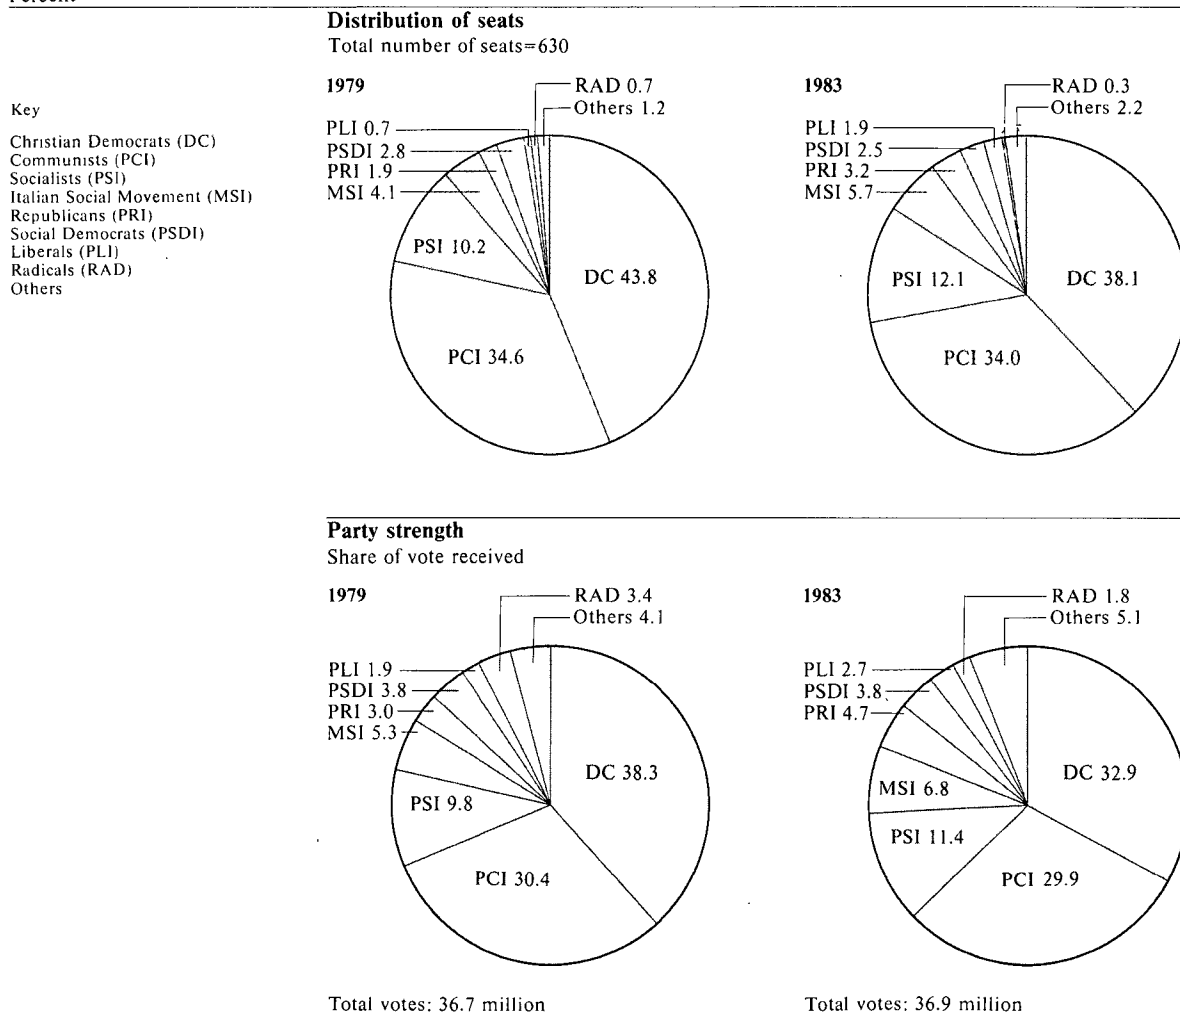 Percent
Distribution of seats
Total number of seats=630
Key
Christian Democrats (DC)
Communists (PCI)
Socialists (PSI)
Italian Social Movement (MSI)
Republicans (PRI)
Social Democrats (PSDI)
Liberals (PLI)
Radicals (RAD)
Others
1979
RAD 0.7
Others 1.2
PLI 0.7
PSDI 2.8
PRI 1.9
MSI 4.1
PSI 10.2
DC 43.8
PCI 34.6
1983
RAD 0.3
Others 2.2
PLI 1.9
PSDI 2.5
PRI 3.2
MSI 5.7
PSI 12.1
DC 38.1
PCI 34.0
Party strength
Share of vote received
1979
RAD 3.4
Others 4.1
PLI 1.9
PSDI 3.8
PRI 3.0
MSI 5.3
DC 38.3
PSI 9.8
PCI 30.4
Total votes: 36.7 million
1983
RAD 1.8
Others 5.1
PLI 2.7
PSDI 3.8
PRI 4.7
DC 32.9
MSI 6.8
PSI 11.4
PCI 29.9
Total votes: 36.9 million